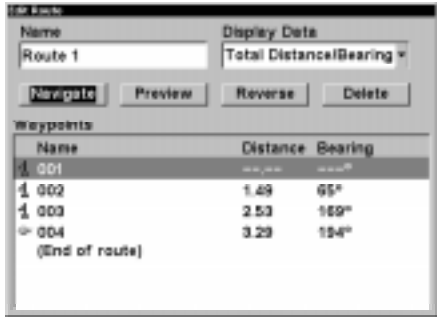 Edit Route
Name Display Data
Route 1 Total Distance/Bearing
Navigate Preview Reverse Delete
Waypoints
Name Distance Bearing
001 --.-- ---°
002 1.49 65°
003 2.53 169°
004 3.29 194°
(End of route)